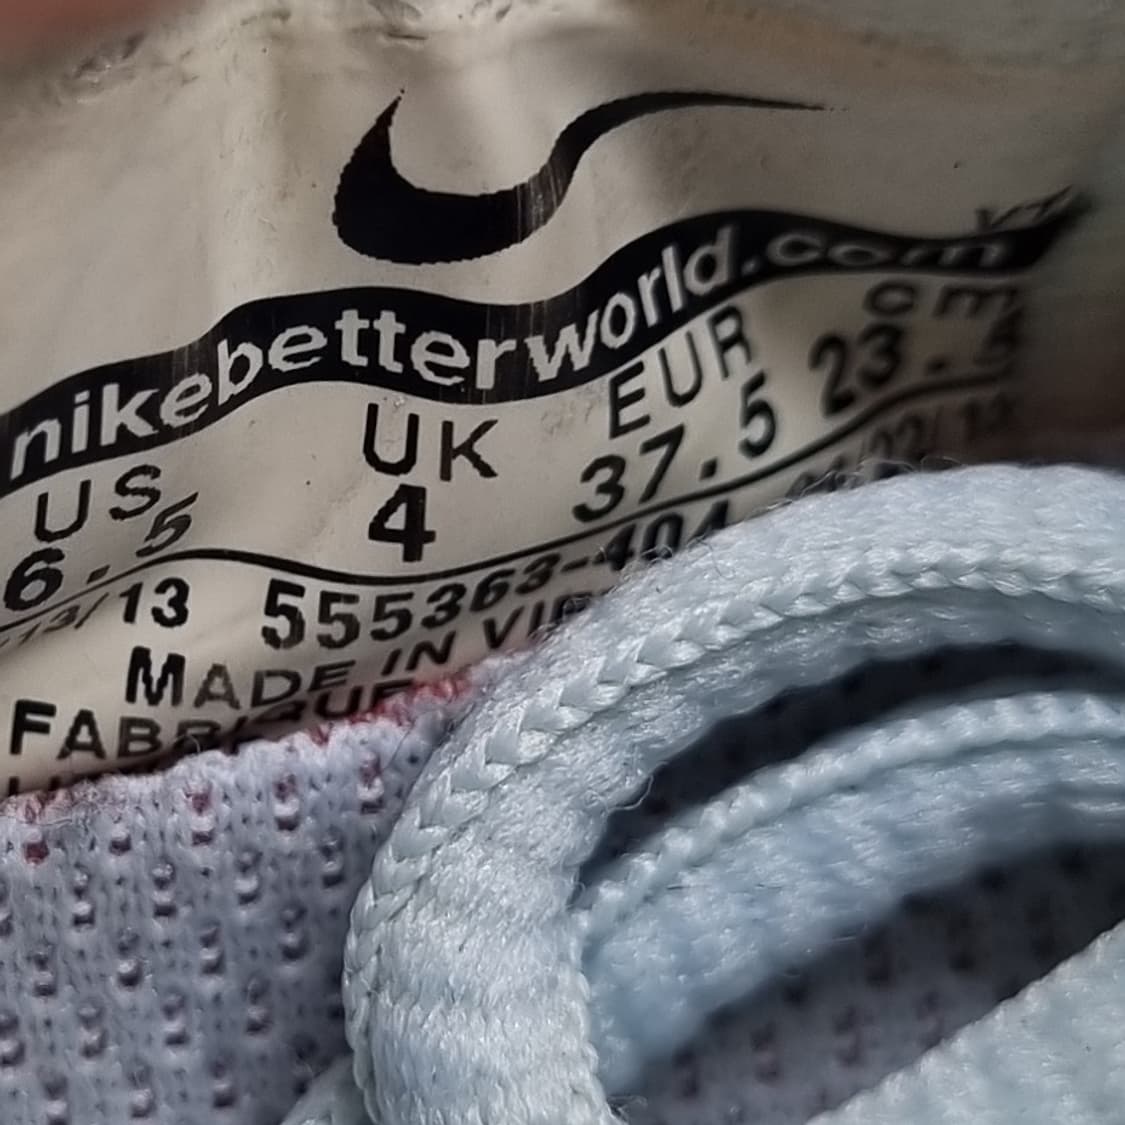 nikebetterworld.com
US UK EUR cm
6.5 4 37.5 23.5
13 555363-404
MADE IN